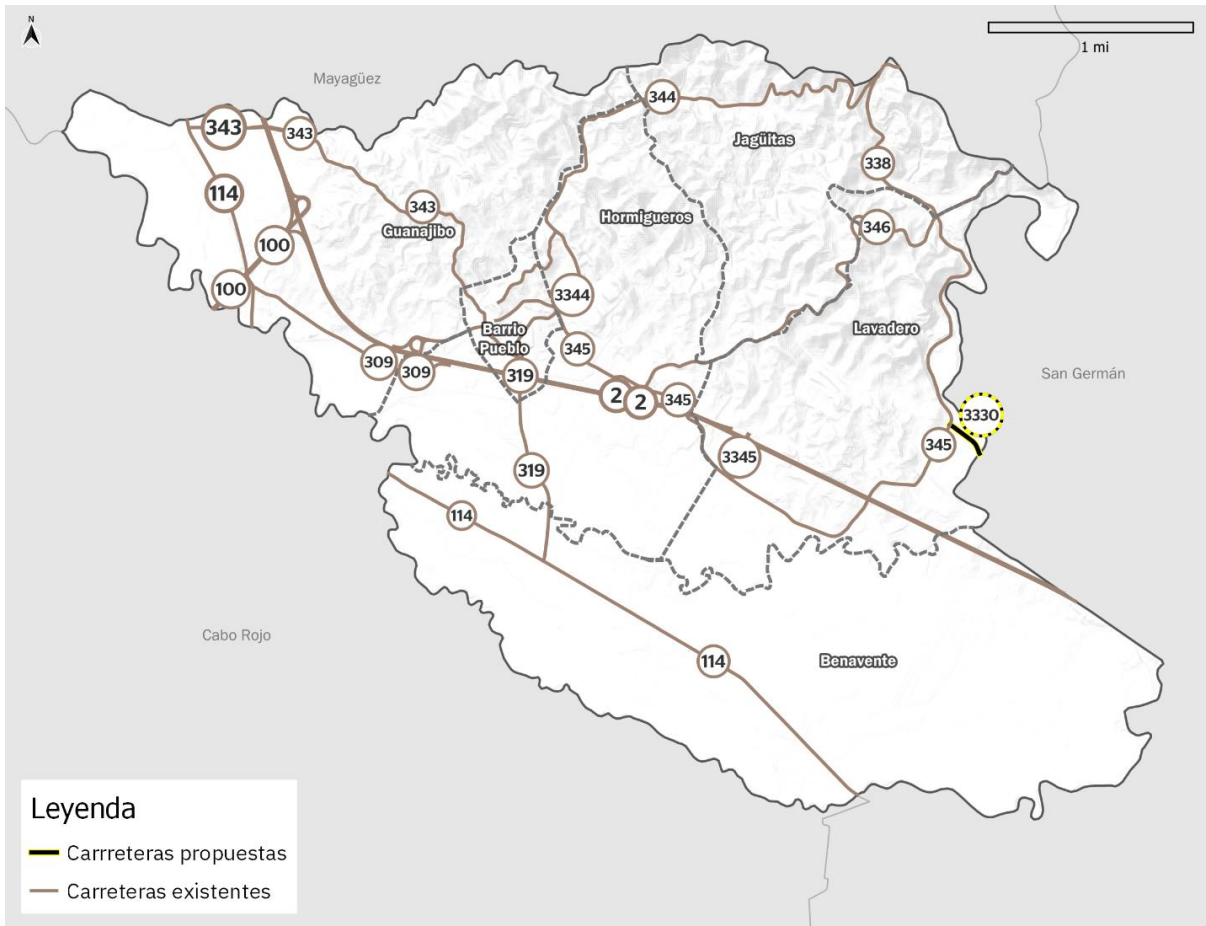 N
1 mi
Mayagüez
344
343
343
Jagüitas
338
114
343
Hormigueros
346
Guanajibo
100
100
3344
Barrio
Pueblo
Lavadero
345
309
309
319
San Germán
2
2
345
3330
345
3345
319
114
Cabo Rojo
114
Benavente
Leyenda
Carrreteras propuestas
Carreteras existentes